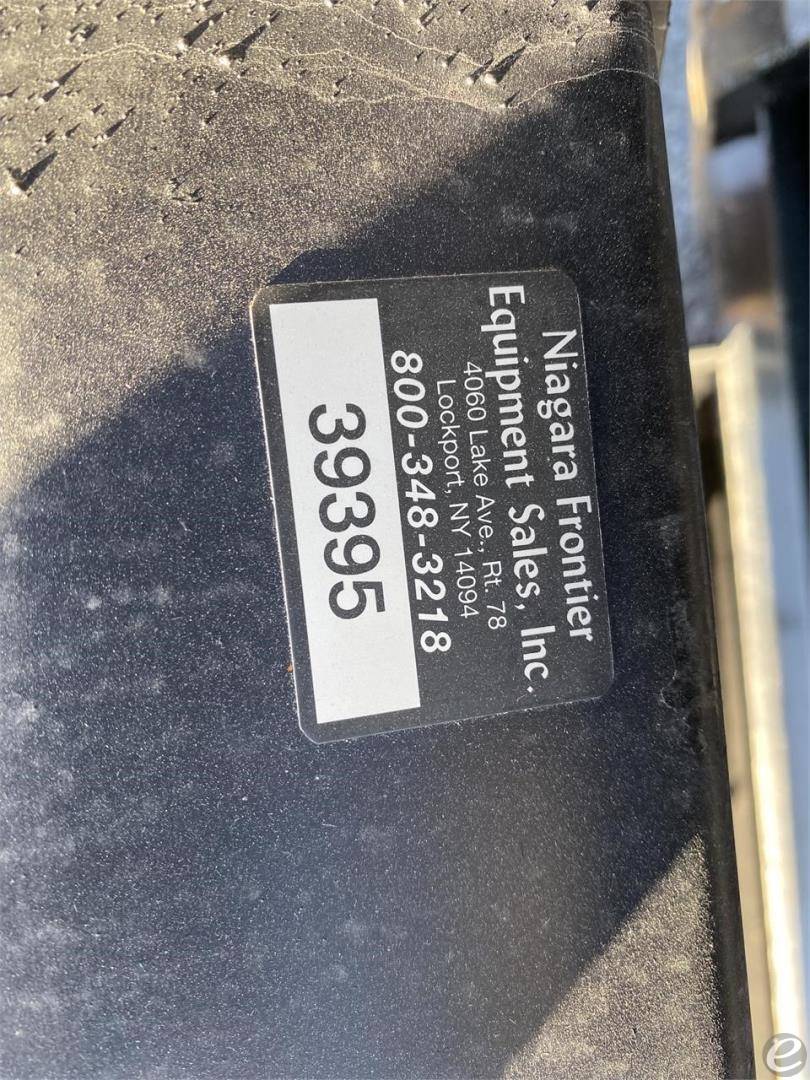 Niagara Frontier
Equipment Sales, Inc.
4060 Lake Ave., Rt. 78
Lockport, NY 14094
800-348-3218
39395